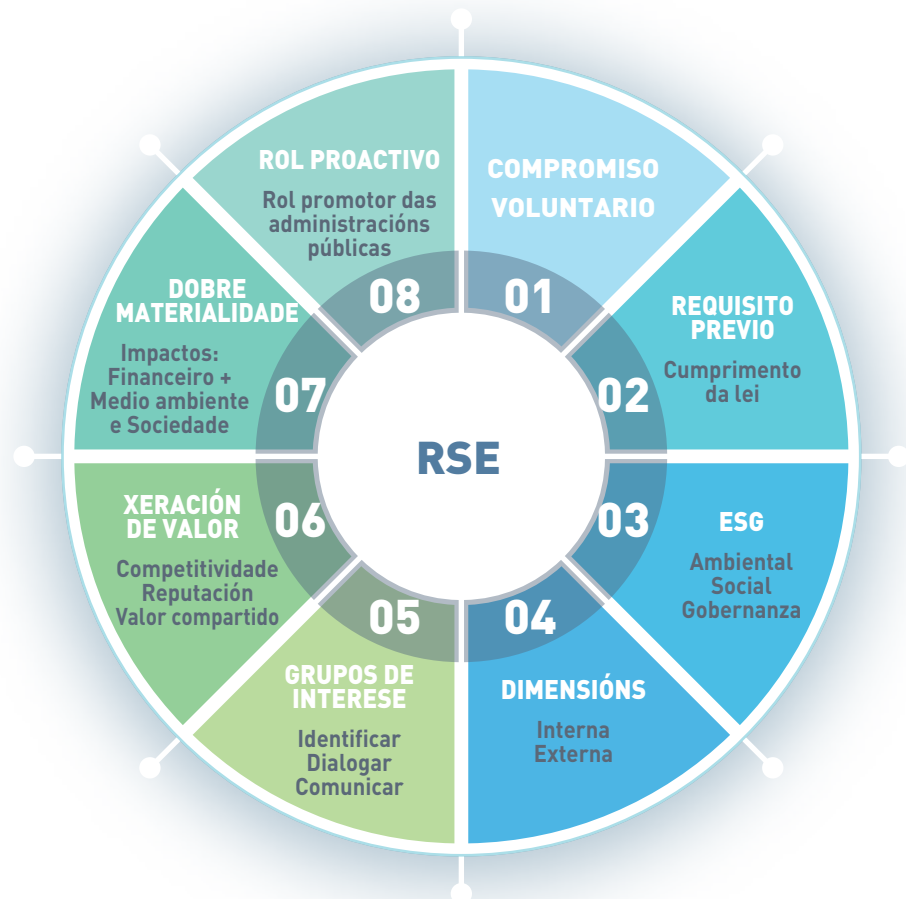 RSE
01
COMPROMISO
VOLUNTARIO
02
REQUISITO
PREVIO
Cumprimento
da lei
03
ESG
Ambiental
Social
Gobernanza
04
DIMENSIÓNS
Interna
Externa
05
GRUPOS DE
INTERESE
Identificar
Dialogar
Comunicar
06
XERACIÓN
DE VALOR
Competitividade
Reputación
Valor compartido
07
DOBRE
MATERIALIDADE
Impactos:
Financeiro +
Medio ambiente
e Sociedade
08
ROL PROACTIVO
Rol promotor das
administracións
públicas